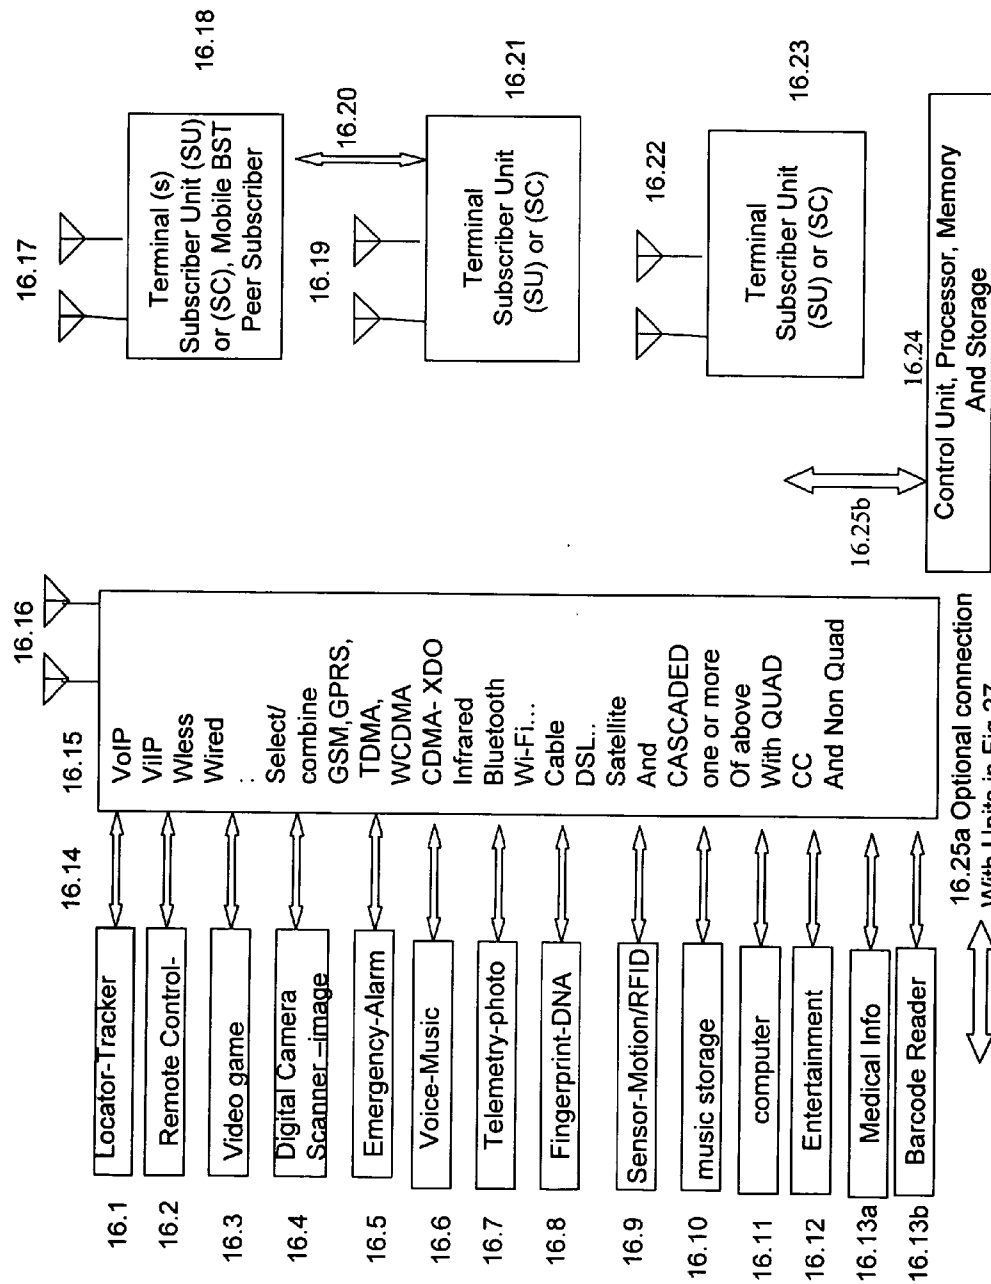 16.1
Locator-Tracker
16.2
Remote Control-
16.3
Video game
16.4
Digital Camera
Scanner –image
16.5
Emergency-Alarm
16.6
Voice-Music
16.7
Telemetry-photo
16.8
Fingerprint-DNA
16.9
Sensor-Motion/RFID
16.10
music storage
16.11
computer
16.12
Entertainment
16.13a
Medical Info
16.13b
Barcode Reader
16.14
16.15
16.16
VoIP
ViIP
Wless
Wired
:
Select/
combine
GSM,GPRS,
TDMA,
WCDMA
CDMA- XDO
Infrared
Bluetooth
Wi-Fi...
Cable
DSL..
Satellite
And
CASCADED
one or more
Of above
With QUAD
CC
And Non Quad
16.25a Optional connection
With Units in Fig 27
16.17
16.18
Terminal (s)
Subscriber Unit (SU)
or (SC), Mobile BST
Peer Subscriber
16.19
16.20
16.21
Terminal
Subscriber Unit
(SU) or (SC)
16.22
16.23
Terminal
Subscriber Unit
(SU) or (SC)
16.25b
16.24
Control Unit, Processor, Memory
And Storage